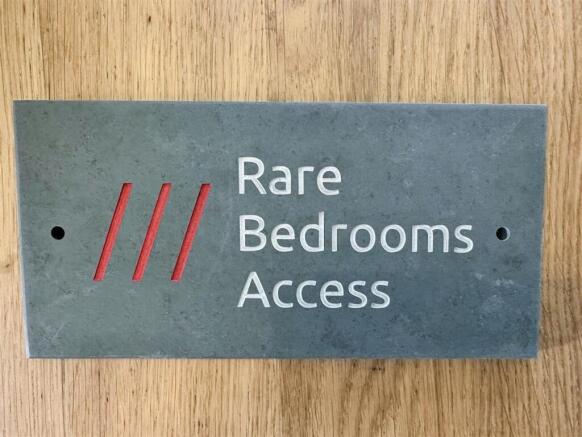 ///
Rare
Bedrooms
Access